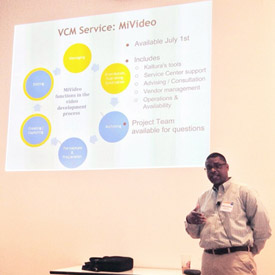 VCM Service: MiVideo
Available July 1st
Includes
Kaltura's tools
Service Center support
Advising / Consultation
Vendor management
Operations &
Availability
Project Team
available for questions
MiVideo
functions in the
video
development
process